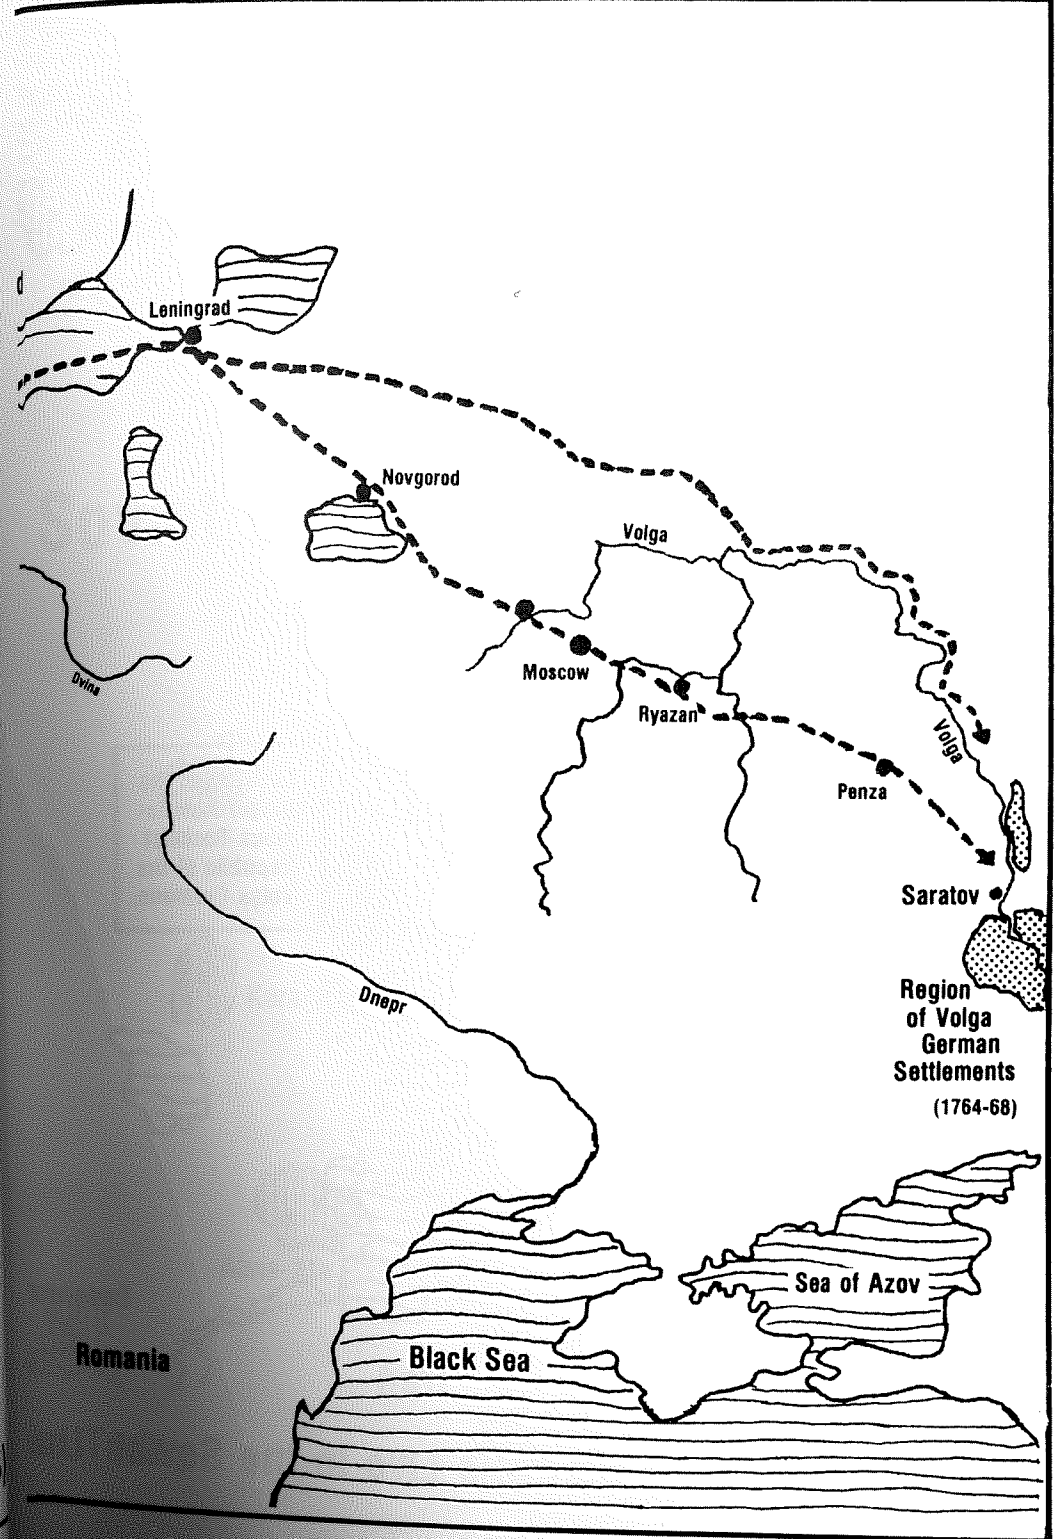 d
Leningrad
Novgorod
Volga
Moscow
Dvina
Ryazan
Volga
Penza
Saratov
Dnepr
Region
of Volga
German
Settlements
(1764-68)
Sea of Azov
Romania
Black Sea